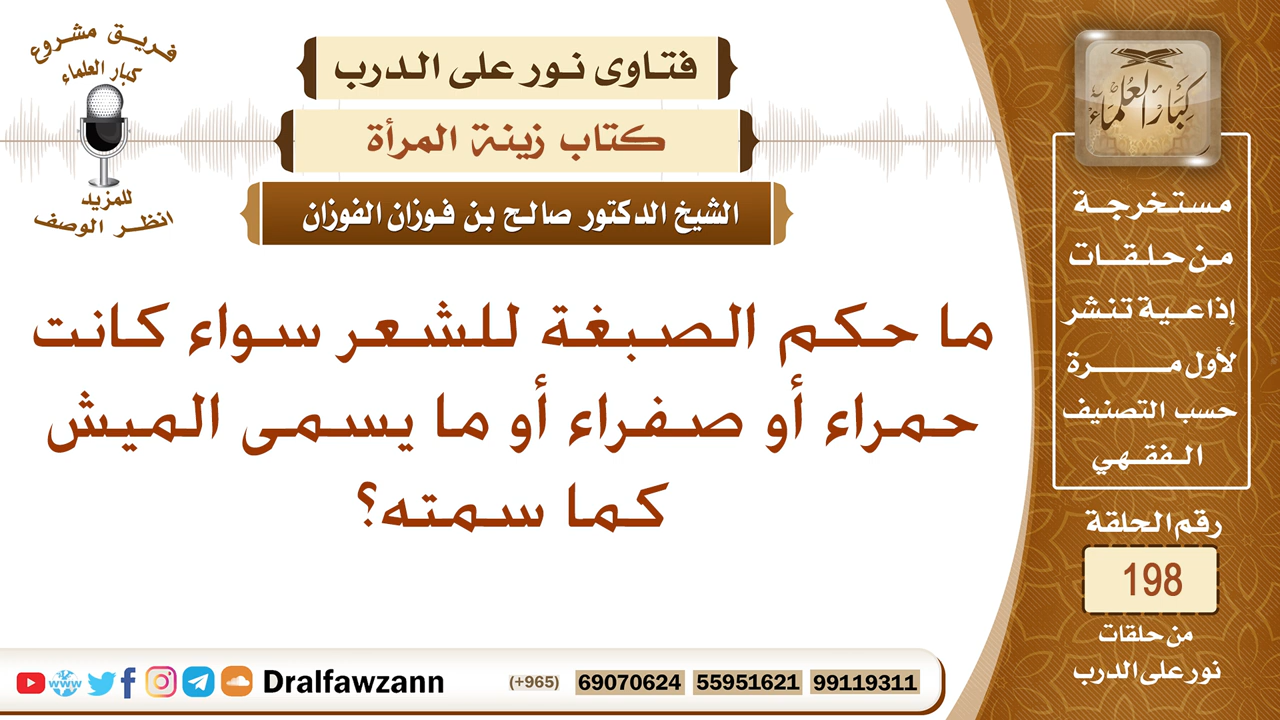 فريق مشروع
كبار العلماء
للمزيد
انظر الوصف
فتاوى نور على الدرب
كتاب زينة المرأة
الشيخ الدكتور صالح بن فوزان الفوزان
ما حكم الصبغة للشعر سواء كانت
حمراء أو صفراء أو ما يسمى الميش
كما سمته؟
كبار العلماء
مستخرجة
من حلقات
إذاعية تنشر
لأول مرة
حسب التصنيف
الفقهي
رقم الحلقة
198
من حلقات
نور على الدرب
www Dralfawzann (+965) 69070624 55951621 99119311